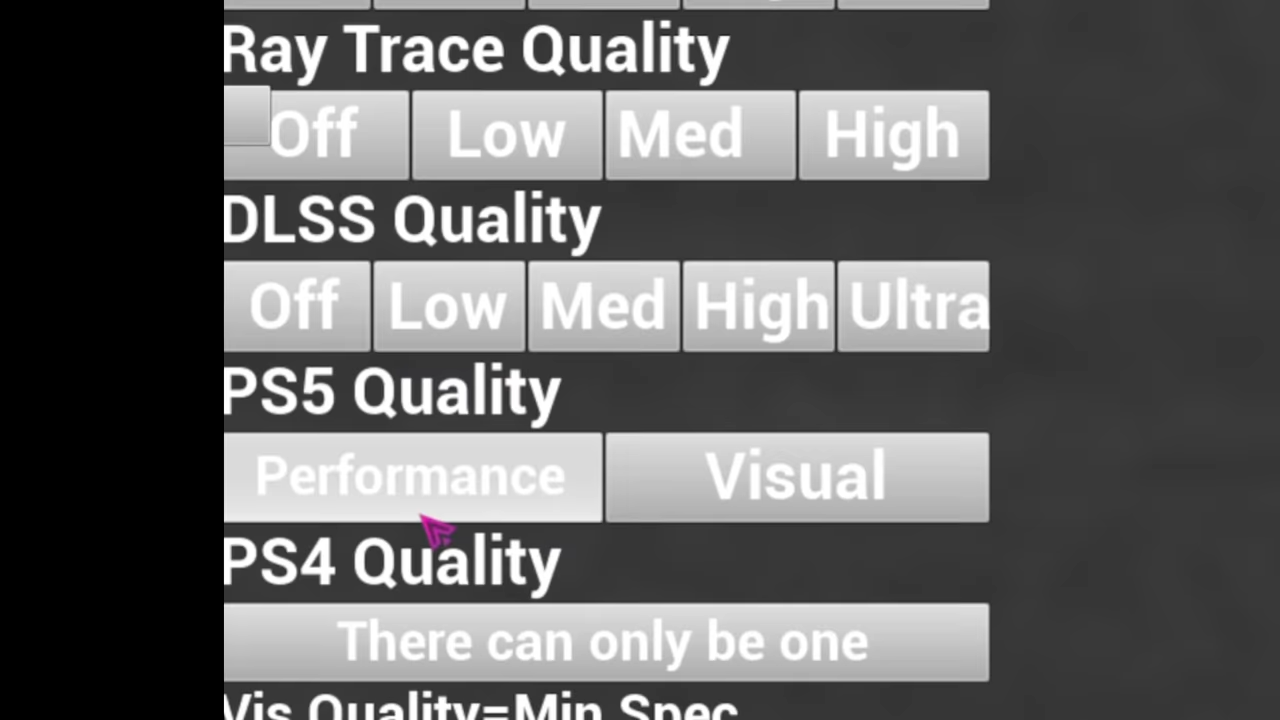 Ray Trace Quality
Off Low Med High
DLSS Quality
Off Low Med High Ultra
PS5 Quality
Performance Visual
PS4 Quality
There can only be one
Vis Quality=Min Spec